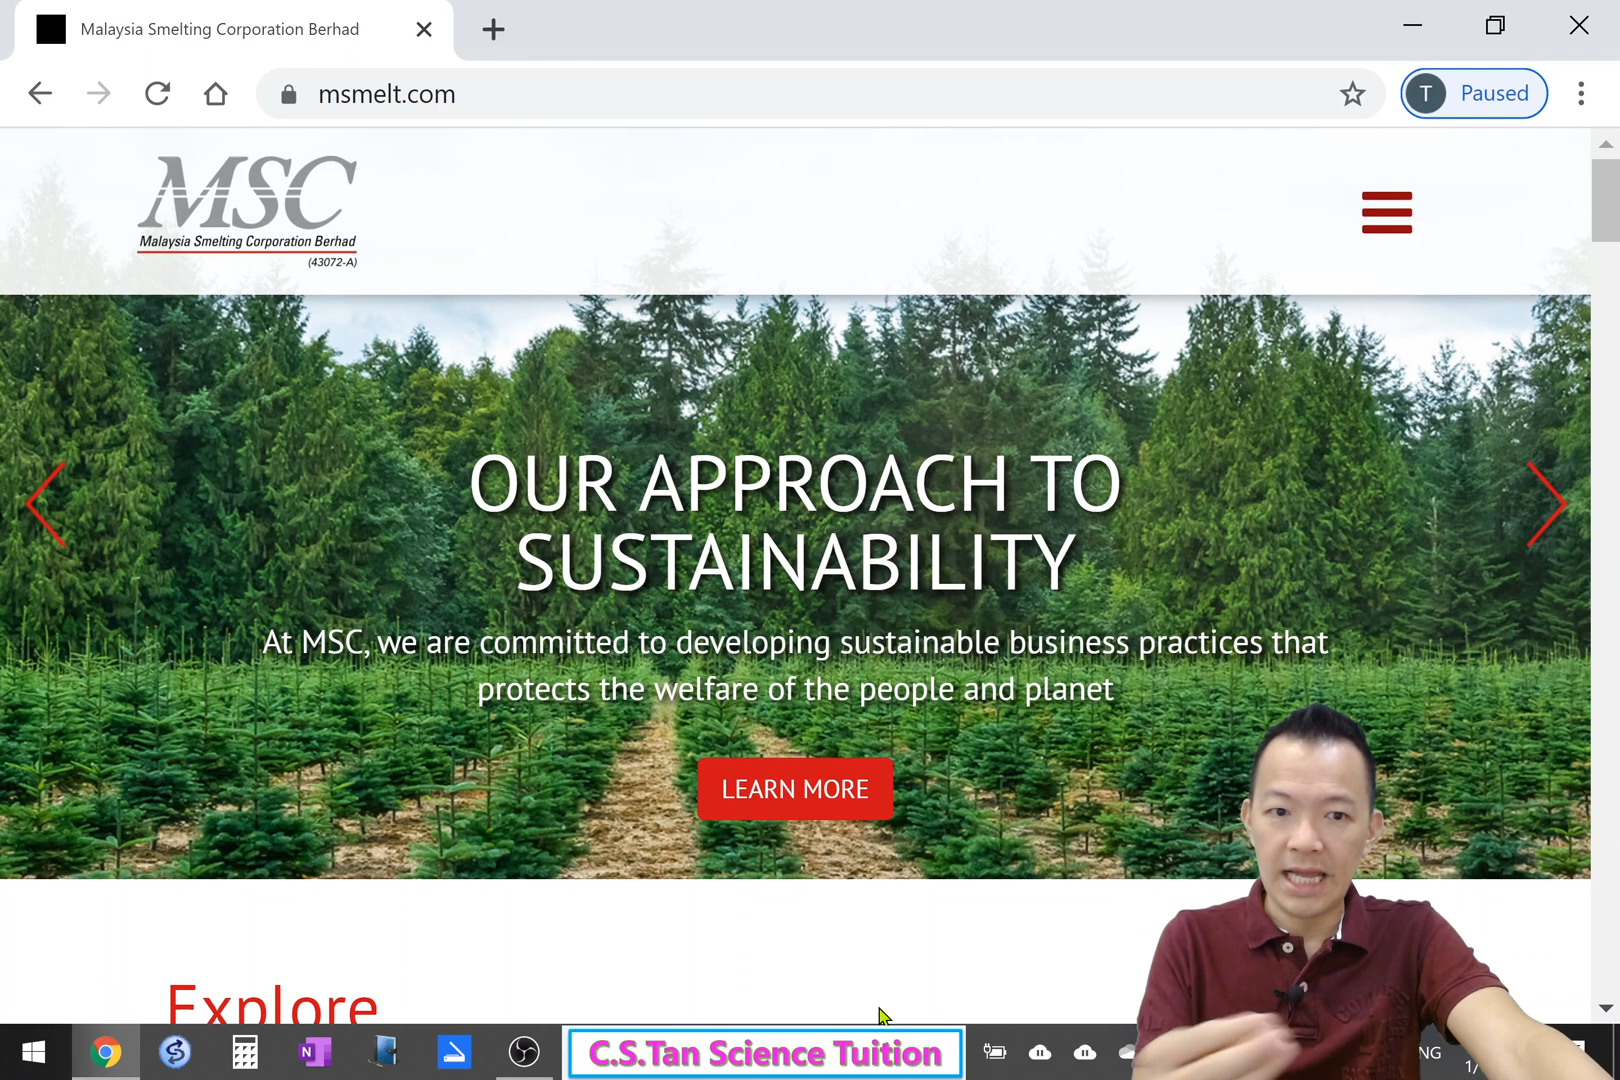 Malaysia Smelting Corporation Berhad
msmelt.com
T Paused
MSC
Malaysia Smelting Corporation Berhad
(43072-A)
OUR APPROACH TO
SUSTAINABILITY
At MSC, we are committed to developing sustainable business practices that
protects the welfare of the people and planet
LEARN MORE
Explore
C.S.Tan Science Tuition